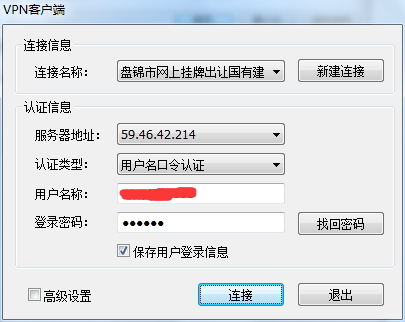 VPN客户端
连接信息
连接名称： 盘锦市网上挂牌出让国有建 新建连接
认证信息
服务器地址： 59.46.42.214
认证类型： 用户名口令认证
用户名称：
登录密码： ●●●●●● 找回密码
保存用户登录信息
高级设置 连接 退出